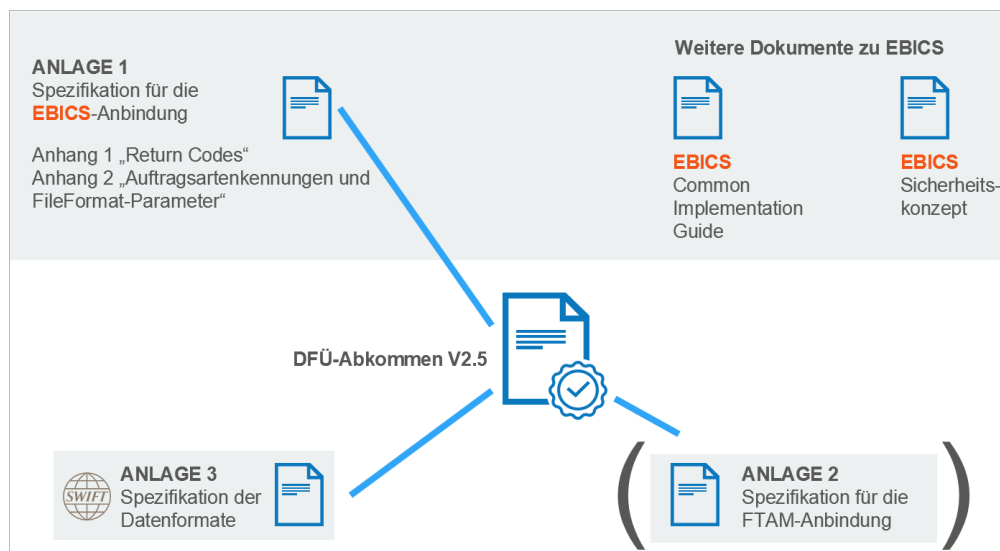 ANLAGE 1
Spezifikation für die
EBICS-Anbindung
Anhang 1 „Return Codes“
Anhang 2 „Auftragsartenkennungen und
FileFormat-Parameter“
Weitere Dokumente zu EBICS
EBICS
Common
Implementation
Guide
EBICS
Sicherheits-
konzept
DFÜ-Abkommen V2.5
SWIFT
ANLAGE 3
Spezifikation der
Datenformate
ANLAGE 2
Spezifikation für die
FTAM-Anbindung